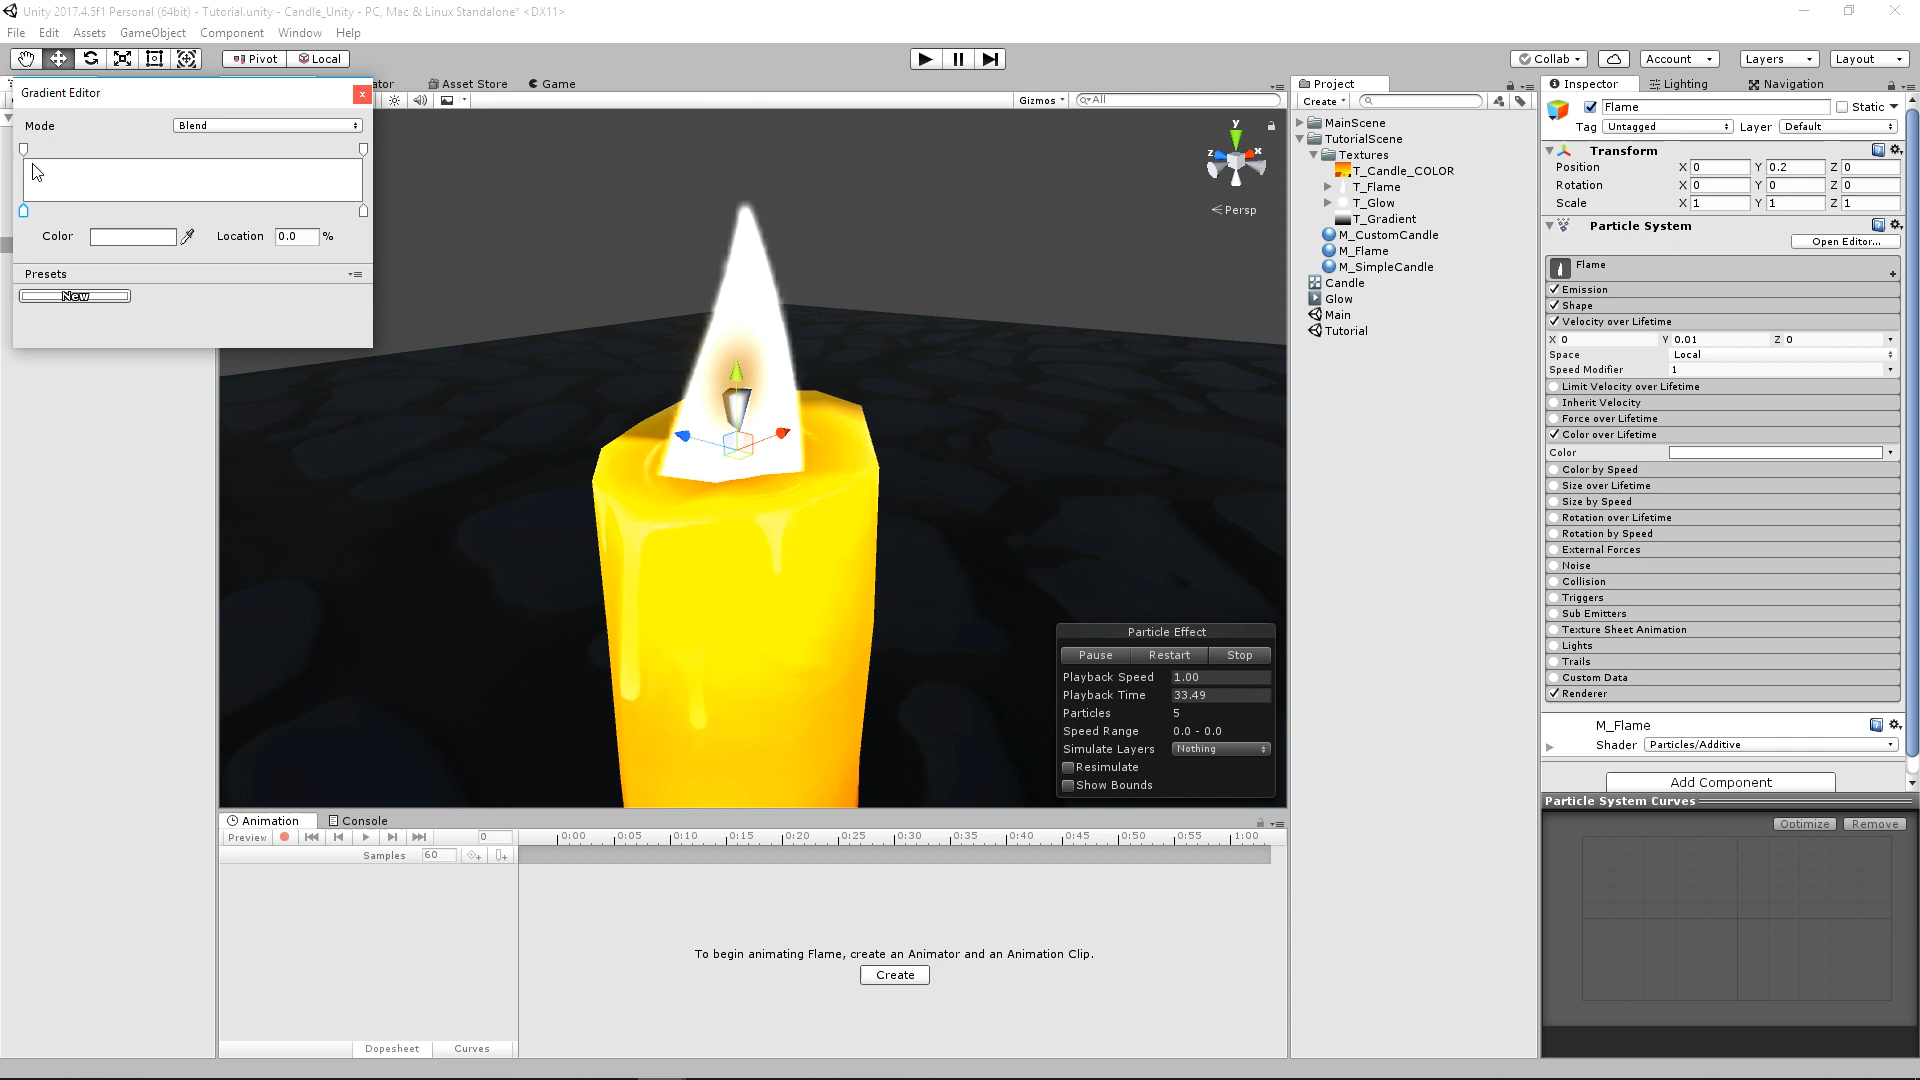 Unity 2017.4.5f1 Personal (64bit) - Tutorial.unity - Candle_Unity - PC, Mac & Linux Standalone* <DX11>
File Edit Assets GameObject Component Window Help
Pivot Local Collab Account Layers Layout
Gradient Editor x
Mode Blend
Color Location 0.0 %
Presets
New
ator Asset Store Game
Gizmos All
y
z x
Persp
Particle Effect
Pause Restart Stop
Playback Speed 1.00
Playback Time 33.49
Particles 5
Speed Range 0.0 - 0.0
Simulate Layers Nothing
Resimulate
Show Bounds
Animation Console
Preview 0 0:00 0:05 0:10 0:15 0:20 0:25 0:30 0:35 0:40 0:45 0:50 0:55 1:00
Samples 60
To begin animating Flame, create an Animator and an Animation Clip.
Create
Dopesheet Curves
Project
Create
MainScene
TutorialScene
Textures
T_Candle_COLOR
T_Flame
T_Glow
T_Gradient
M_CustomCandle
M_Flame
M_SimpleCandle
Candle
Glow
Main
Tutorial
Inspector Lighting Navigation
Flame Static
Tag Untagged Layer Default
Transform
Position X 0 Y 0.2 Z 0
Rotation X 0 Y 0 Z 0
Scale X 1 Y 1 Z 1
Particle System
Open Editor...
Flame
Emission
Shape
Velocity over Lifetime
X 0 Y 0.01 Z 0
Space Local
Speed Modifier 1
Limit Velocity over Lifetime
Inherit Velocity
Force over Lifetime
Color over Lifetime
Color
Color by Speed
Size over Lifetime
Size by Speed
Rotation over Lifetime
Rotation by Speed
External Forces
Noise
Collision
Triggers
Sub Emitters
Texture Sheet Animation
Lights
Trails
Custom Data
Renderer
M_Flame
Shader Particles/Additive
Add Component
Particle System Curves
Optimize Remove